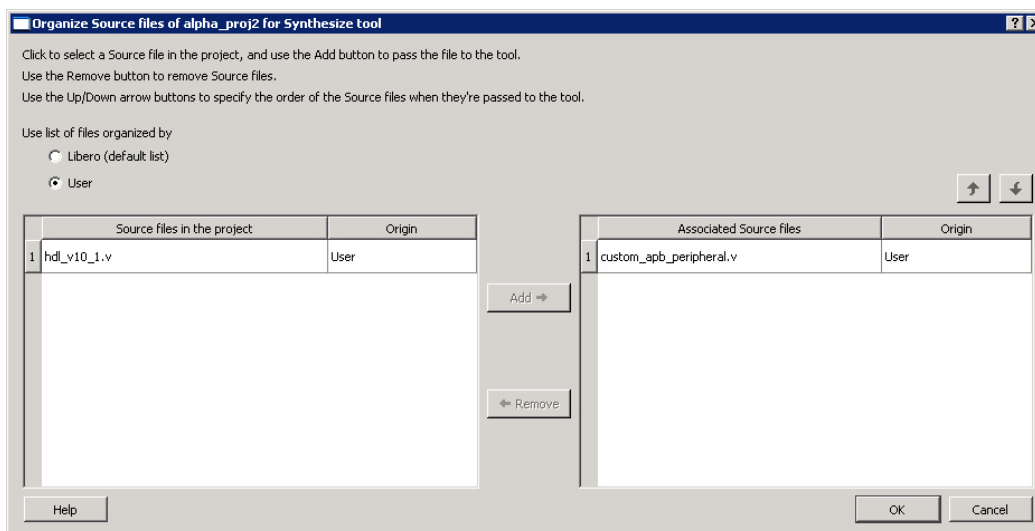 Organize Source files of alpha_proj2 for Synthesize tool
Click to select a Source file in the project, and use the Add button to pass the file to the tool.
Use the Remove button to remove Source files.
Use the Up/Down arrow buttons to specify the order of the Source files when they're passed to the tool.
Use list of files organized by
Libero (default list)
User
Source files in the project Origin
1 hdl_v10_1.v User
Add
Remove
Associated Source files Origin
1 custom_apb_peripheral.v User
Help OK Cancel